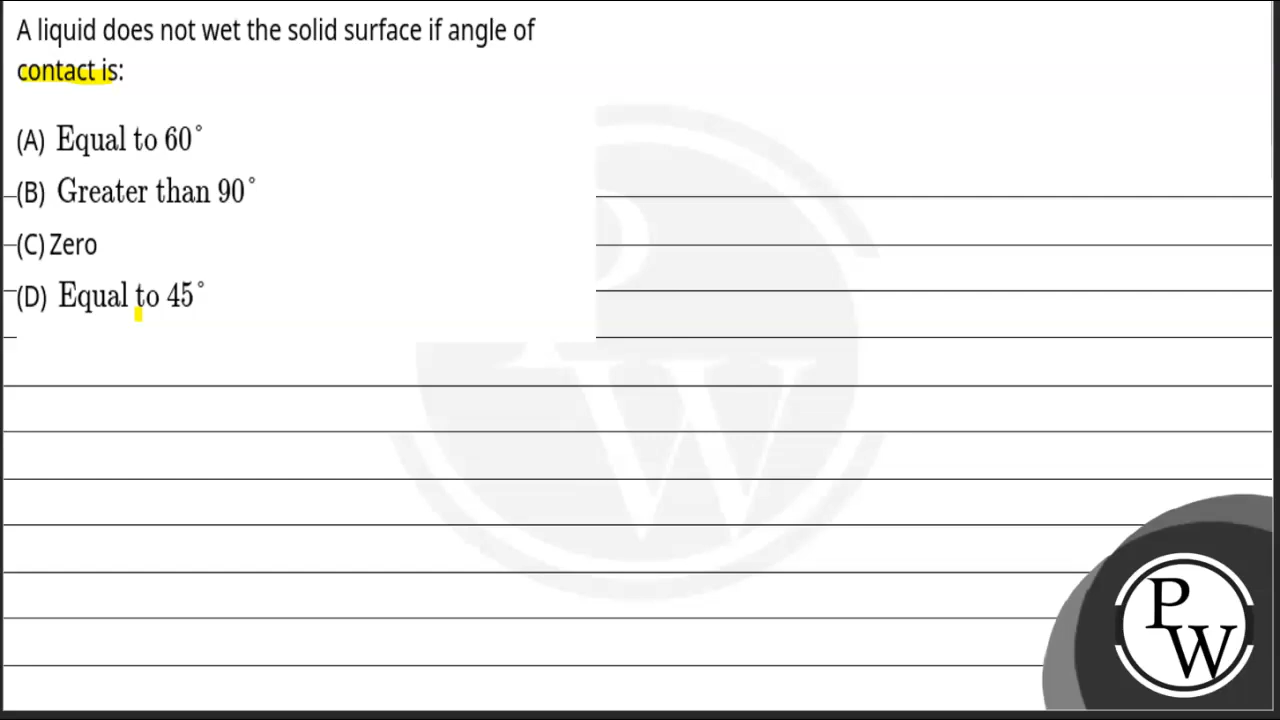 A liquid does not wet the solid surface if angle of
contact is:
(A) Equal to 60°
(B) Greater than 90°
(C) Zero
(D) Equal to 45°
P
W
P
W